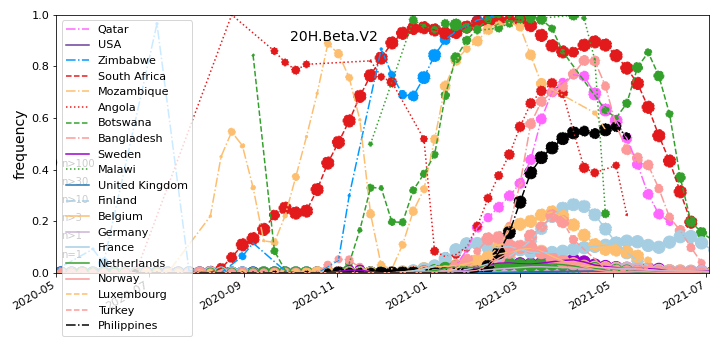 1.0
0.8
0.6
0.4
0.2
0.0
frequency
20H.Beta.V2
Qatar
USA
Zimbabwe
South Africa
Mozambique
Angola
Botswana
Bangladesh
Sweden
Malawi
United Kingdom
Finland
Belgium
Germany
France
Netherlands
Norway
Luxembourg
Turkey
Philippines
n>100
n>30
n>10
n>3
n>1
2020-05
2020-09
2020-11
2021-01
2021-03
2021-05
2021-07